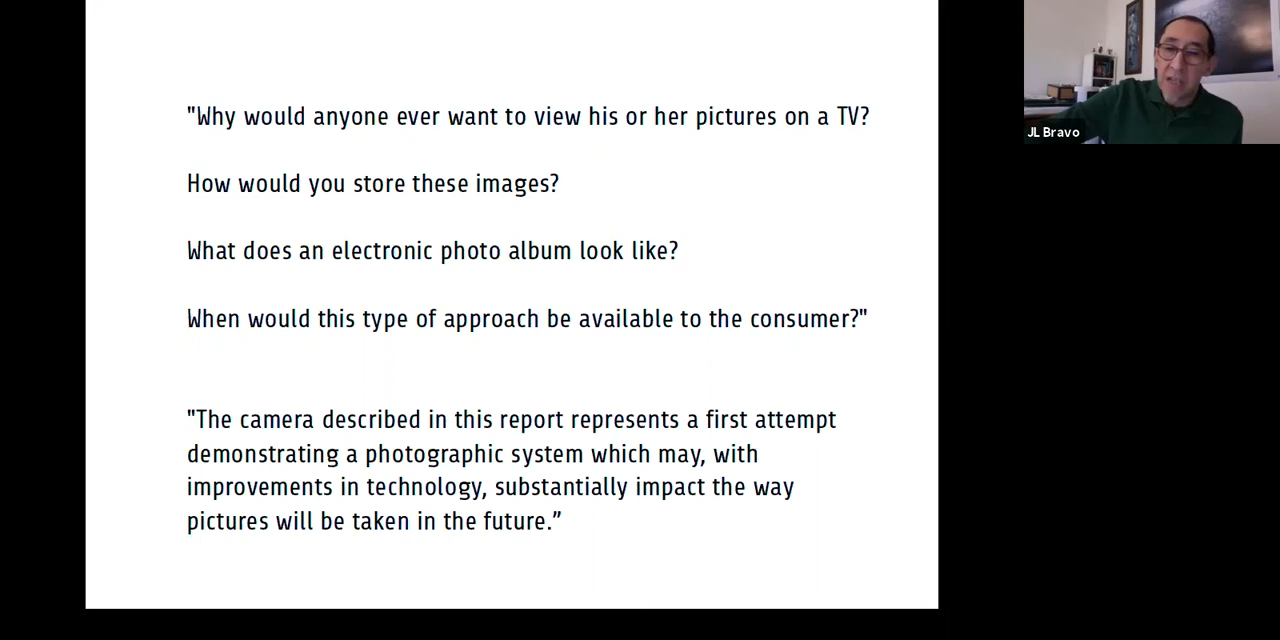 "Why would anyone ever want to view his or her pictures on a TV?
How would you store these images?
What does an electronic photo album look like?
When would this type of approach be available to the consumer?"
"The camera described in this report represents a first attempt
demonstrating a photographic system which may, with
improvements in technology, substantially impact the way
pictures will be taken in the future.”
JL Bravo